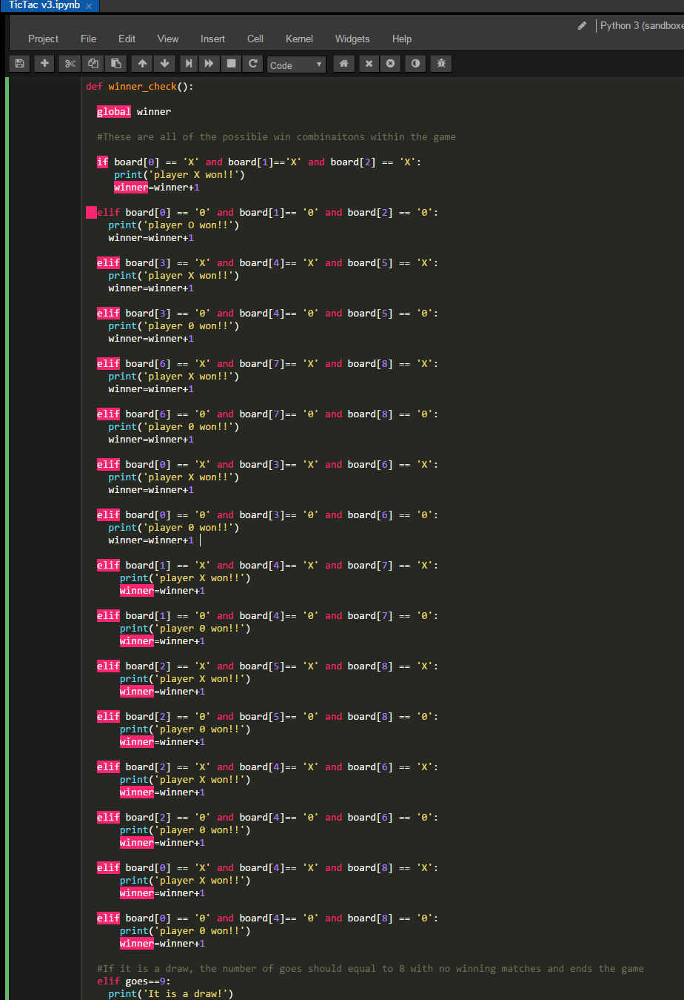 TicTac v3.ipynb ×
Python 3 (sandboxe
Project File Edit View Insert Cell Kernel Widgets Help
Code
def winner_check():
global winner
#These are all of the possible win combinaitons within the game
if board[0] == 'X' and board[1]=='X' and board[2] == 'X':
print('player X won!!')
winner=winner+1
elif board[0] == '0' and board[1]== '0' and board[2] == '0':
print('player O won!!')
winner=winner+1
elif board[3] == 'X' and board[4]== 'X' and board[5] == 'X':
print('player X won!!')
winner=winner+1
elif board[3] == '0' and board[4]== '0' and board[5] == '0':
print('player 0 won!!')
winner=winner+1
elif board[6] == 'X' and board[7]== 'X' and board[8] == 'X':
print('player X won!!')
winner=winner+1
elif board[6] == '0' and board[7]== '0' and board[8] == '0':
print('player 0 won!!')
winner=winner+1
elif board[0] == 'X' and board[3]== 'X' and board[6] == 'X':
print('player X won!!')
winner=winner+1
elif board[0] == '0' and board[3]== '0' and board[6] == '0':
print('player 0 won!!')
winner=winner+1
elif board[1] == 'X' and board[4]== 'X' and board[7] == 'X':
print('player X won!!')
winner=winner+1
elif board[1] == '0' and board[4]== '0' and board[7] == '0':
print('player 0 won!!')
winner=winner+1
elif board[2] == 'X' and board[5]== 'X' and board[8] == 'X':
print('player X won!!')
winner=winner+1
elif board[2] == '0' and board[5]== '0' and board[8] == '0':
print('player 0 won!!')
winner=winner+1
elif board[2] == 'X' and board[4]== 'X' and board[6] == 'X':
print('player X won!!')
winner=winner+1
elif board[2] == '0' and board[4]== '0' and board[6] == '0':
print('player 0 won!!')
winner=winner+1
elif board[0] == 'X' and board[4]== 'X' and board[8] == 'X':
print('player X won!!')
winner=winner+1
elif board[0] == '0' and board[4]== '0' and board[8] == '0':
print('player 0 won!!')
winner=winner+1
#If it is a draw, the number of goes should equal to 8 with no winning matches and ends the game
elif goes==9:
print('It is a draw!')